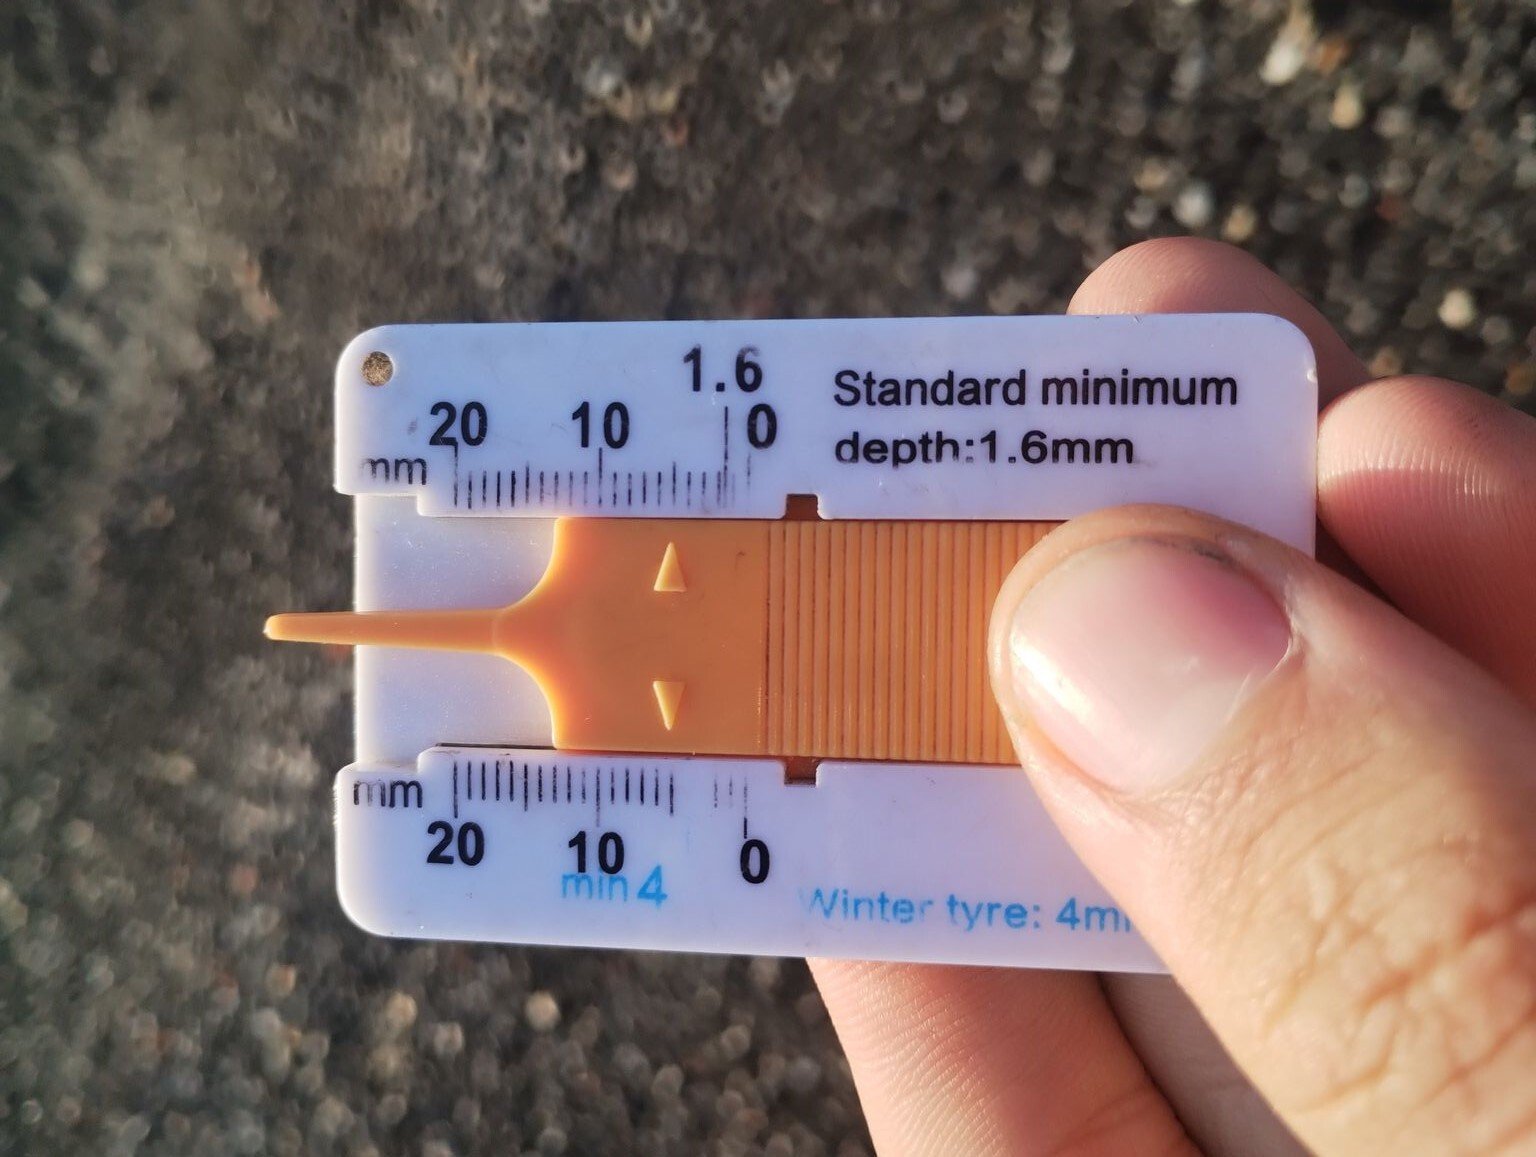 1.6
20 10 0
mm
Standard minimum
depth:1.6mm
mm
20 10 0
min 4
Winter tyre: